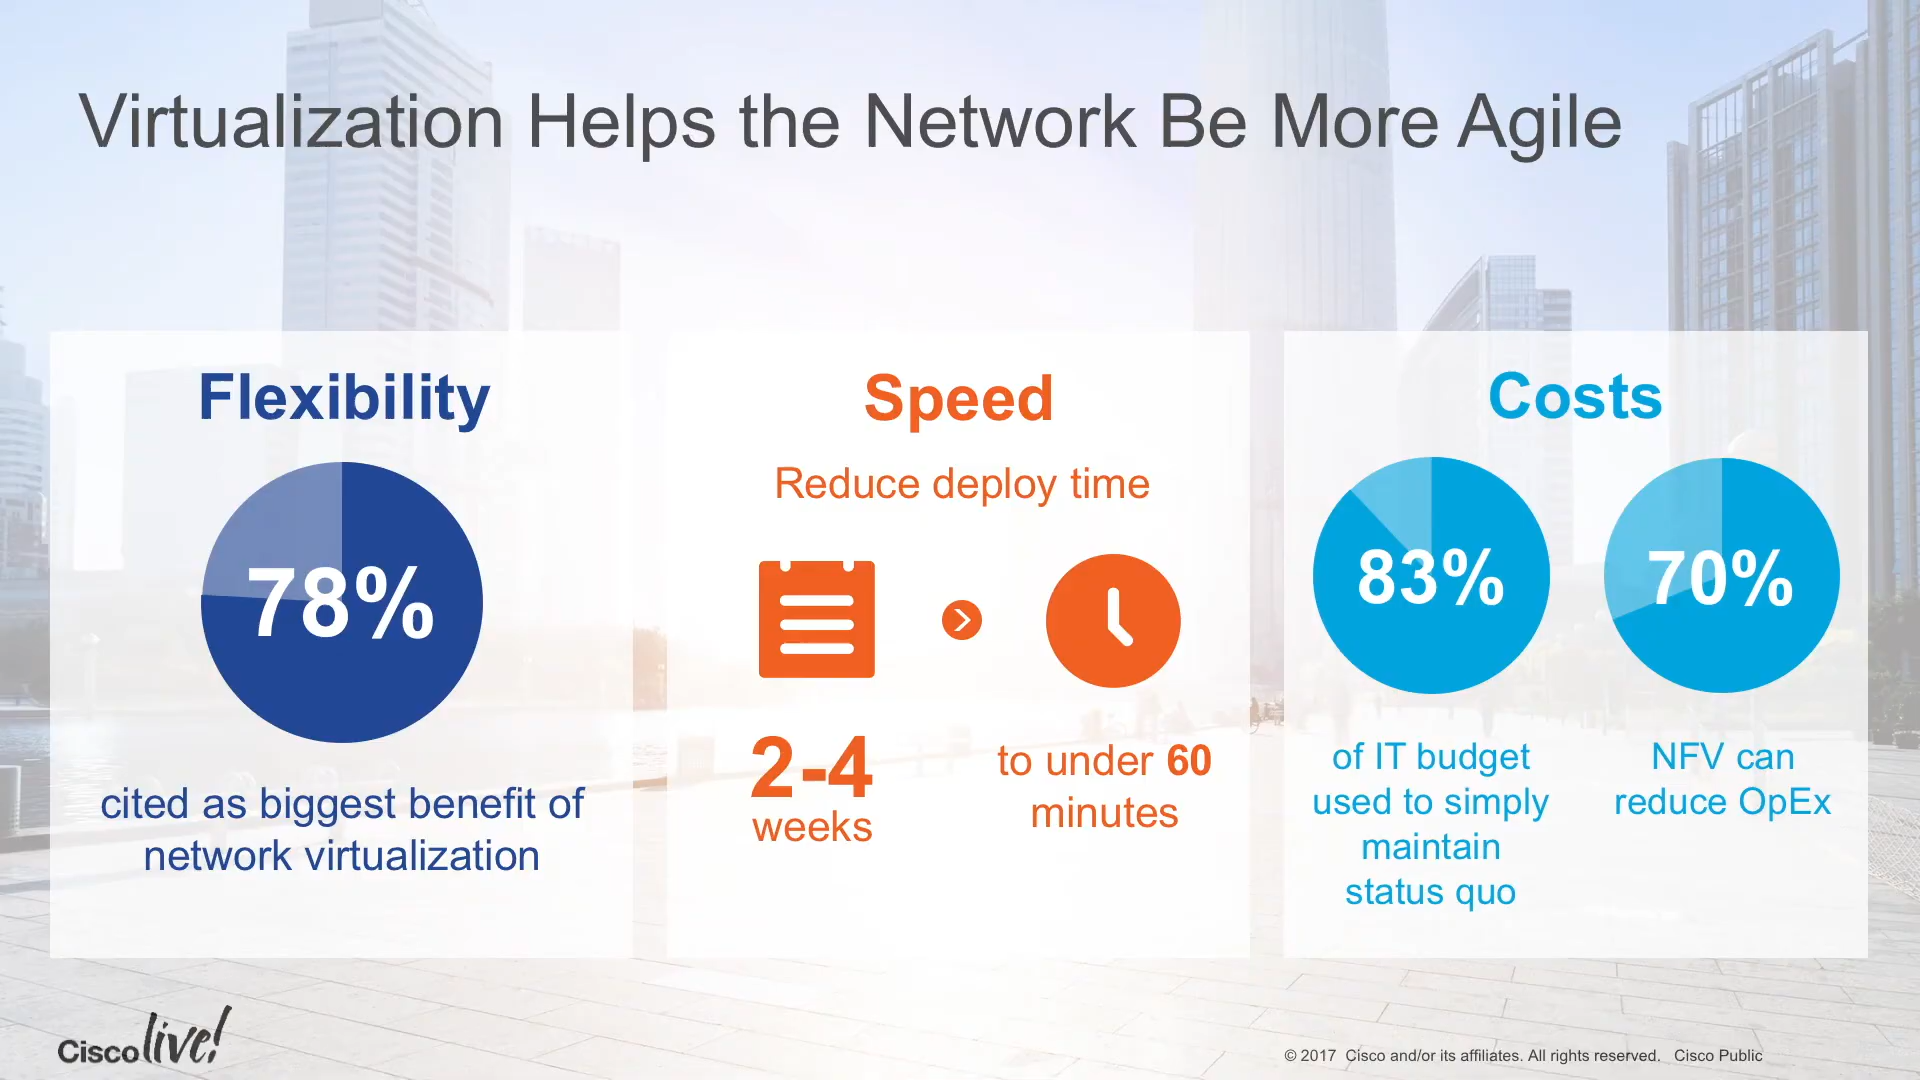 Virtualization Helps the Network Be More Agile
Flexibility
78%
cited as biggest benefit of
network virtualization
Speed
Reduce deploy time
2-4
weeks
to under 60
minutes
Costs
83%
of IT budget
used to simply
maintain
status quo
70%
NFV can
reduce OpEx
Cisco live!
© 2017 Cisco and/or its affiliates. All rights reserved. Cisco Public